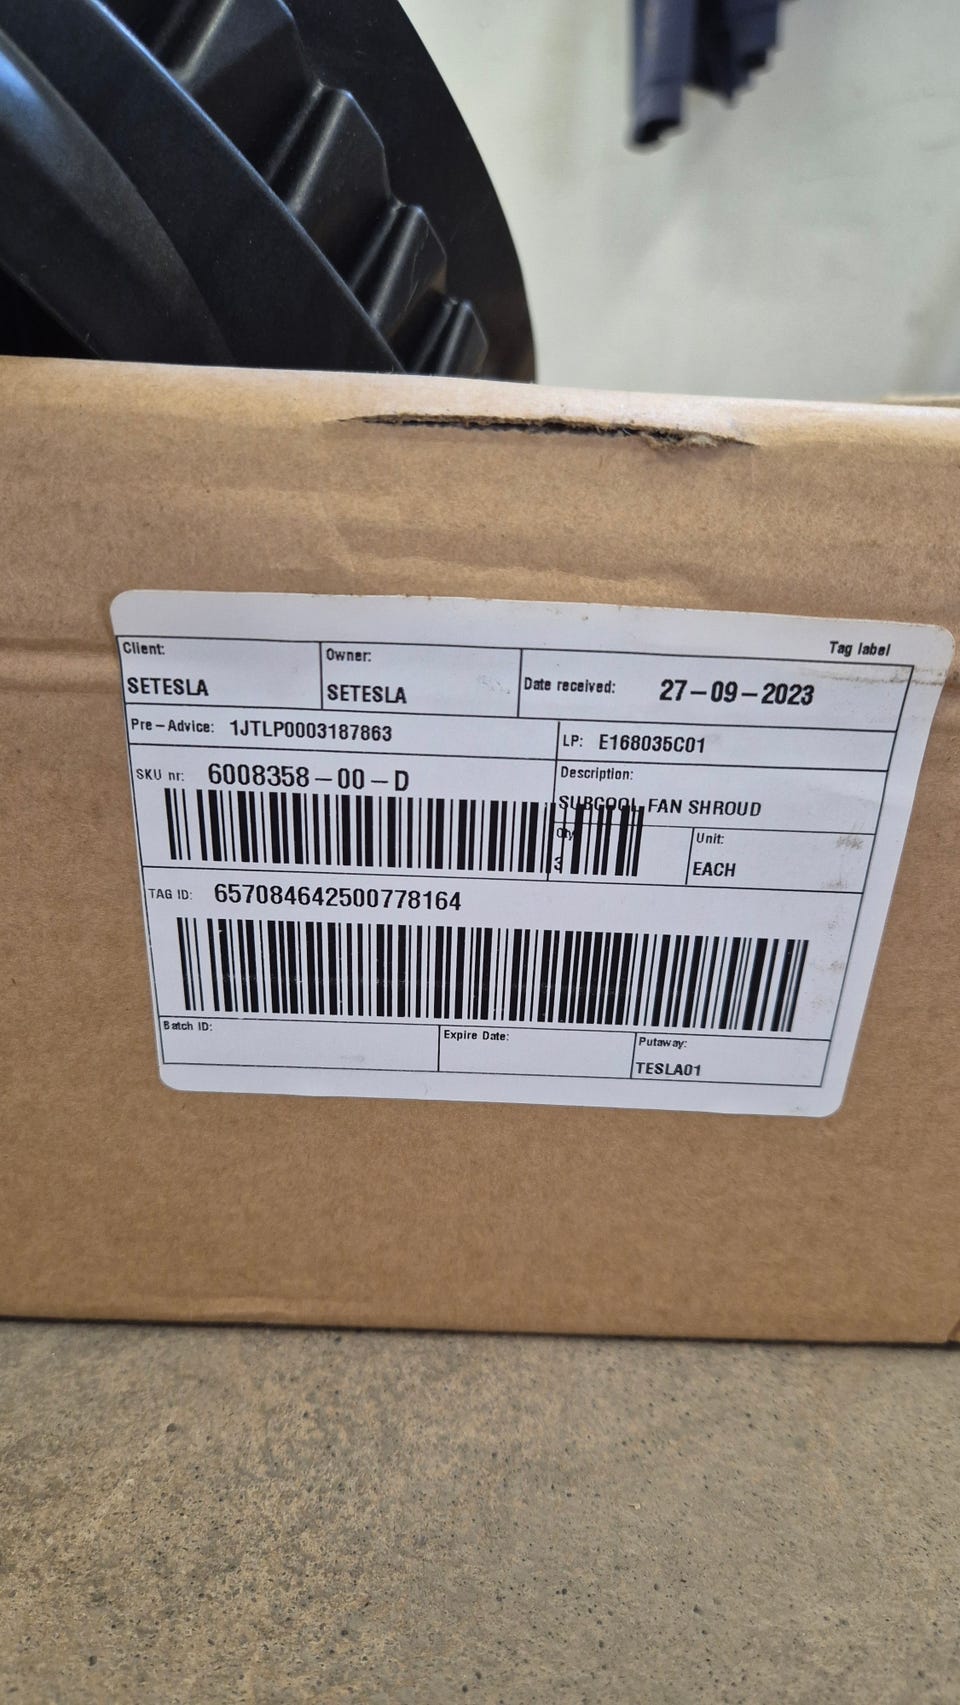 Tag label
Client:
SETESLA
Owner:
SETESLA
Date received: 27-09-2023
Pre-Advice: 1JTLP0003187863
LP: E168035C01
SKU nr: 6008358-00-D
Description:
SUBCOOL FAN SHROUD
Qty
3
Unit:
EACH
TAG ID: 657084642500778164
Batch ID:
Expire Date:
Putaway:
TESLA01